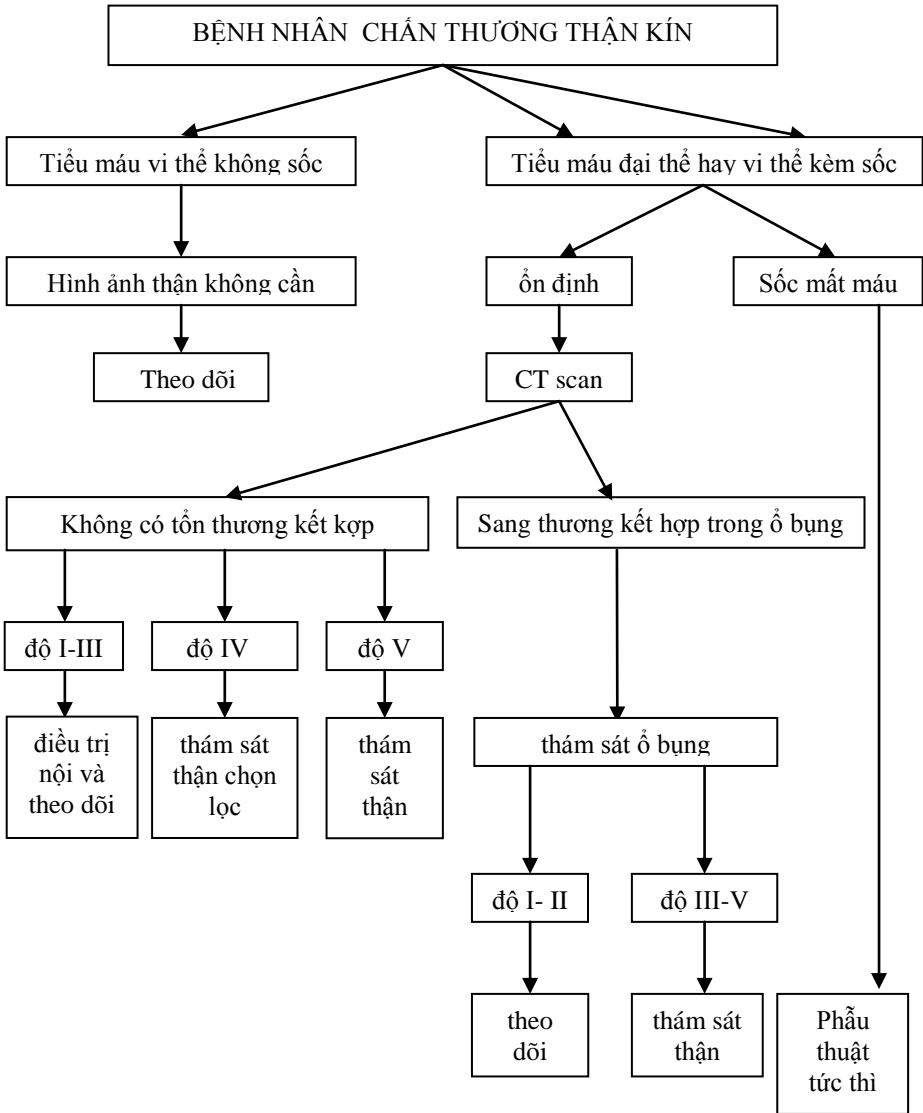 BỆNH NHÂN CHẤN THƯƠNG THẬN KÍN
Tiểu máu vi thể không sốc
Tiểu máu đại thể hay vi thể kèm sốc
Hình ảnh thận không cần
ổn định
Sốc mất máu
Theo dõi
CT scan
Không có tổn thương kết kợp
Sang thương kết hợp trong ổ bụng
độ I-III
độ IV
độ V
điều trị
nội và
theo dõi
thám sát
thận chọn
lọc
thám
sát
thận
thám sát ổ bụng
độ I- II
độ III-V
theo
dõi
thám sát
thận
Phẫu
thuật
tức thì